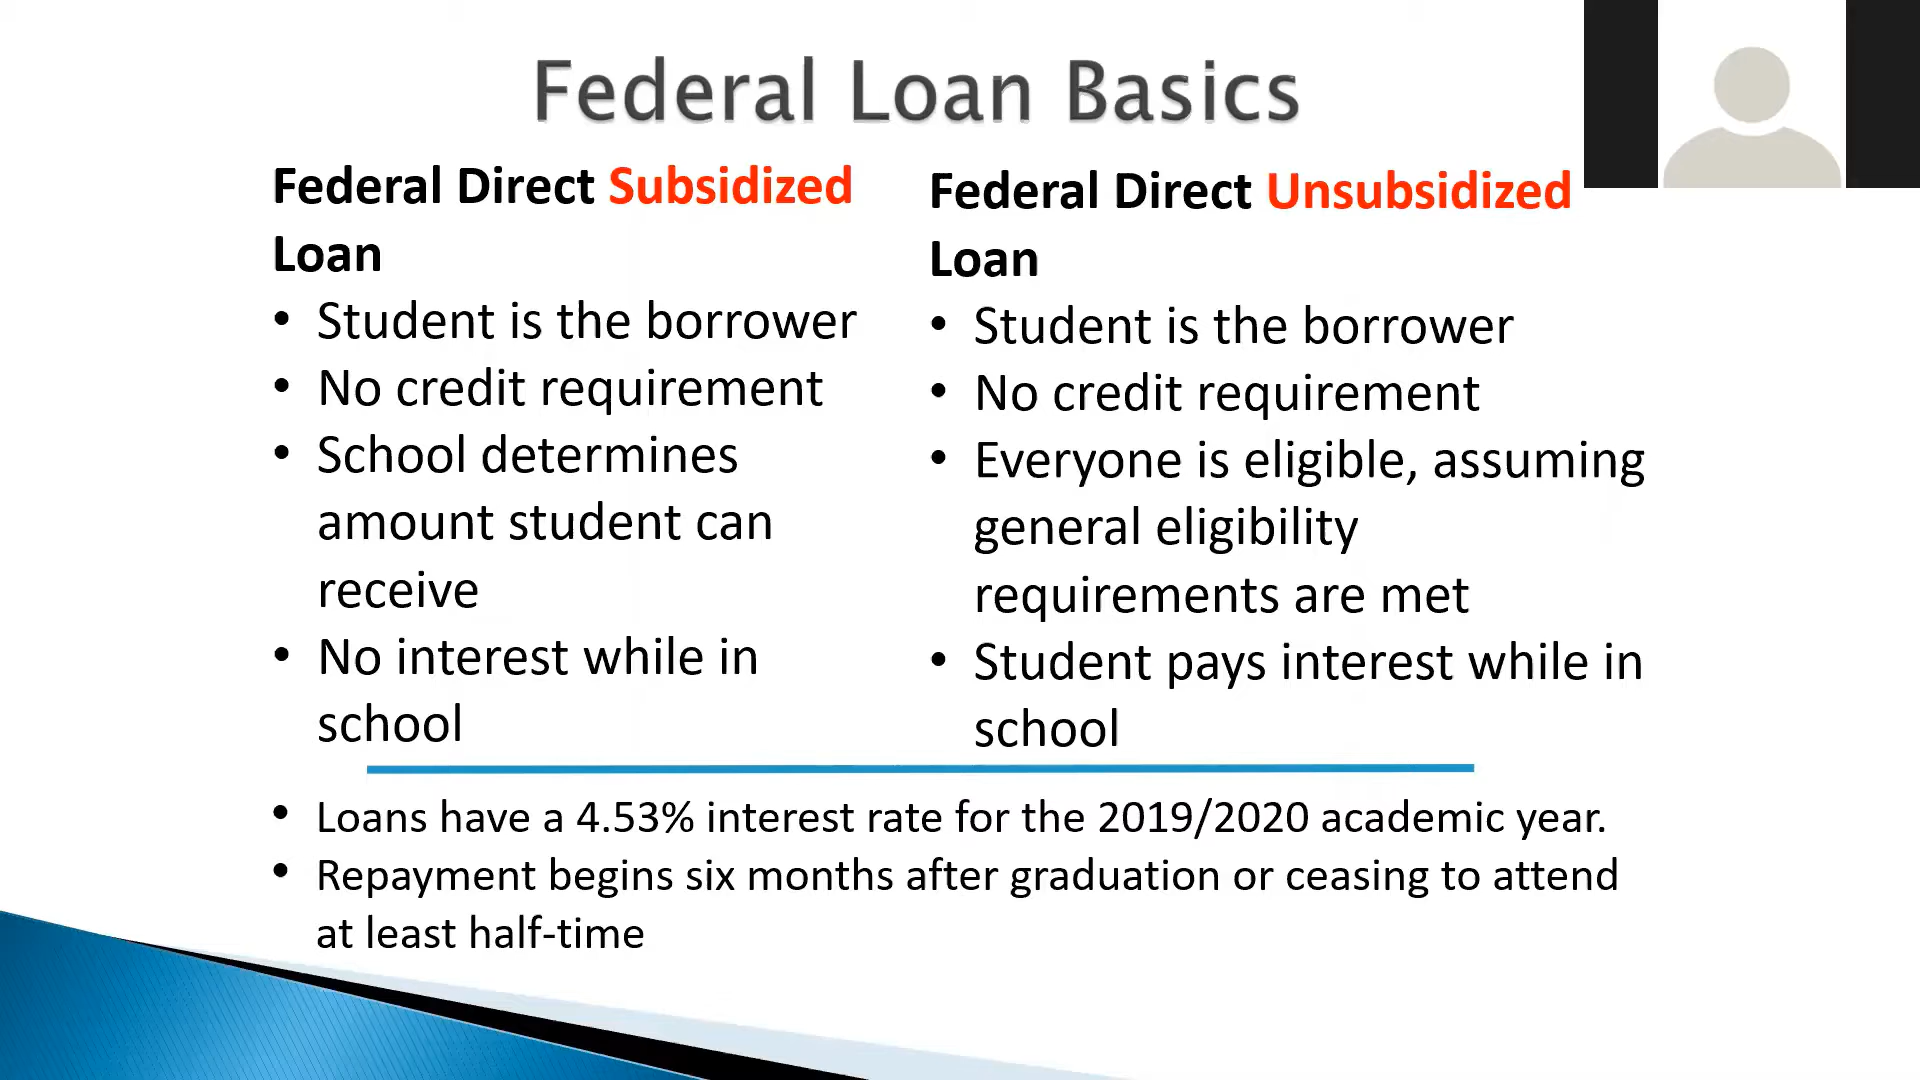 Federal Loan Basics
Federal Direct Subsidized
Loan
• Student is the borrower
• No credit requirement
• School determines
amount student can
receive
• No interest while in
school
Federal Direct Unsubsidized
Loan
• Student is the borrower
• No credit requirement
• Everyone is eligible, assuming
general eligibility
requirements are met
• Student pays interest while in
school
• Loans have a 4.53% interest rate for the 2019/2020 academic year.
• Repayment begins six months after graduation or ceasing to attend
at least half-time